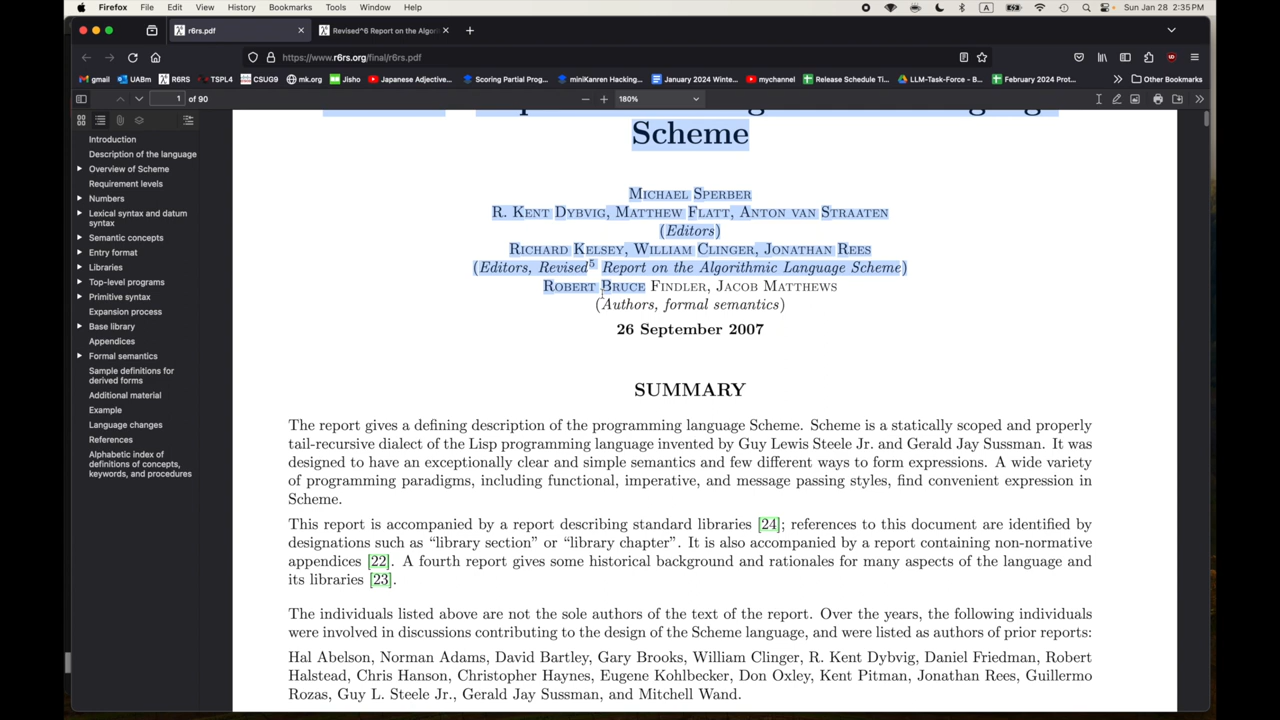 Firefox File Edit View History Bookmarks Tools Window Help
A
Sun Jan 28 2:35 PM
r6rs.pdf
Revised^6 Report on the Algori
https://www.r6rs.org/final/r6rs.pdf
gmail UABm R6RS TSPL4 CSUG9 mk.org Jisho Japanese Adjective... Scoring Partial Prog... miniKanren Hacking... January 2024 Winte... mychannel Release Schedule Ti... LLM-Task-Force - B... February 2024 Prot... Other Bookmarks
1 of 90
180%
Introduction
Description of the language
Overview of Scheme
Requirement levels
Numbers
Lexical syntax and datum
syntax
Semantic concepts
Entry format
Libraries
Top-level programs
Primitive syntax
Expansion process
Base library
Appendices
Formal semantics
Sample definitions for
derived forms
Additional material
Example
Language changes
References
Alphabetic index of
definitions of concepts,
keywords, and procedures
Scheme
Michael Sperber
R. Kent Dybvig, Matthew Flatt, Anton van Straaten
(Editors)
Richard Kelsey, William Clinger, Jonathan Rees
(Editors, Revised5 Report on the Algorithmic Language Scheme)
Robert Bruce Findler, Jacob Matthews
(Authors, formal semantics)
26 September 2007
SUMMARY
The report gives a defining description of the programming language Scheme. Scheme is a statically scoped and properly
tail-recursive dialect of the Lisp programming language invented by Guy Lewis Steele Jr. and Gerald Jay Sussman. It was
designed to have an exceptionally clear and simple semantics and few different ways to form expressions. A wide variety
of programming paradigms, including functional, imperative, and message passing styles, find convenient expression in
Scheme.
This report is accompanied by a report describing standard libraries [24]; references to this document are identified by
designations such as “library section” or “library chapter”. It is also accompanied by a report containing non-normative
appendices [22]. A fourth report gives some historical background and rationales for many aspects of the language and
its libraries [23].
The individuals listed above are not the sole authors of the text of the report. Over the years, the following individuals
were involved in discussions contributing to the design of the Scheme language, and were listed as authors of prior reports:
Hal Abelson, Norman Adams, David Bartley, Gary Brooks, William Clinger, R. Kent Dybvig, Daniel Friedman, Robert
Halstead, Chris Hanson, Christopher Haynes, Eugene Kohlbecker, Don Oxley, Kent Pitman, Jonathan Rees, Guillermo
Rozas, Guy L. Steele Jr., Gerald Jay Sussman, and Mitchell Wand.